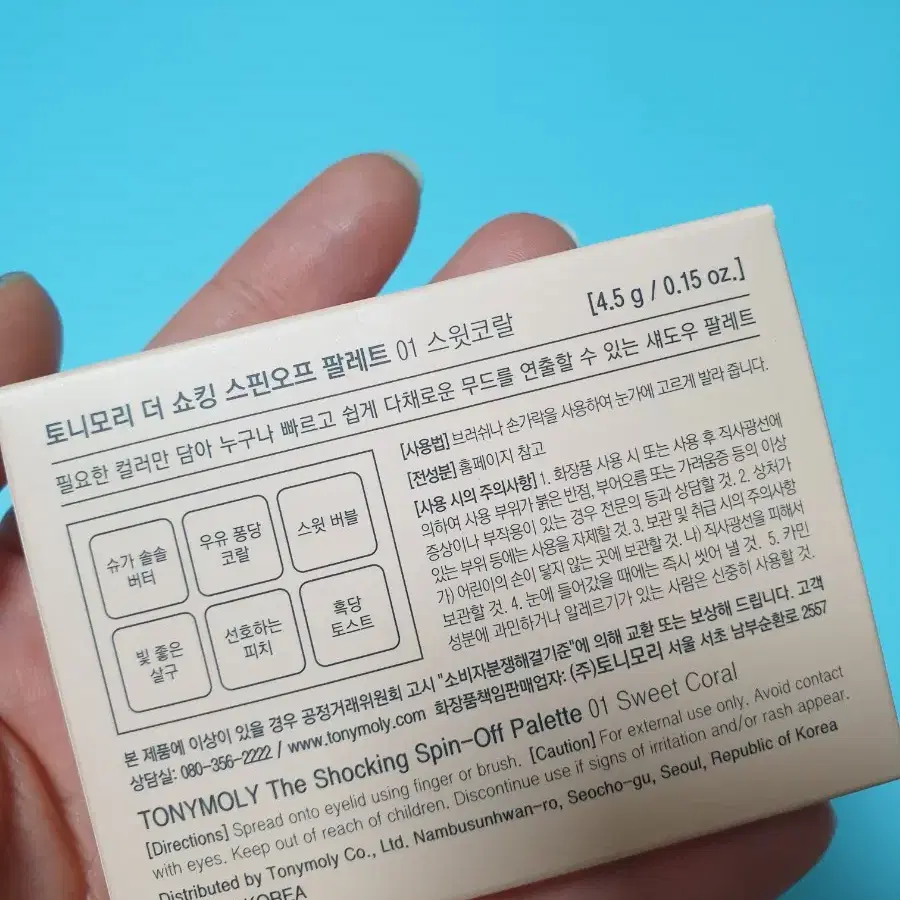 토니모리 더 쇼킹 스핀오프 팔레트 01 스윗코랄
[4.5 g / 0.15 oz.]
필요한 컬러만 담아 누구나 빠르고 쉽게 다채로운 무드를 연출할 수 있는 섀도우 팔레트
슈가 솔솔
버터
우유 퐁당
코랄
스윗 버블
빛 좋은
살구
선호하는
피치
흑당
토스트
[사용법] 브러쉬나 손가락을 사용하여 눈가에 고르게 발라 줍니다.
[전성분] 홈페이지 참고
[사용 시의 주의사항] 1. 화장품 사용 시 또는 사용 후 직사광선에
의하여 사용 부위가 붉은 반점, 부어오름 또는 가려움증 등의 이상
증상이나 부작용이 있는 경우 전문의 등과 상담할 것. 2. 상처가
있는 부위 등에는 사용을 자제할 것. 3. 보관 및 취급 시의 주의사항
가) 어린이의 손이 닿지 않는 곳에 보관할 것. 나) 직사광선을 피해서
보관할 것. 4. 눈에 들어갔을 때에는 즉시 씻어 낼 것. 5. 카민
성분에 과민하거나 알레르기가 있는 사람은 신중히 사용할 것.
본 제품에 이상이 있을 경우 공정거래위원회 고시 "소비자분쟁해결기준"에 의해 교환 또는 보상해 드립니다. 고객
상담실: 080-356-2222 / www.tonymoly.com 화장품책임판매업자: (주)토니모리 서울 서초 남부순환로 2557
TONYMOLY The Shocking Spin-Off Palette 01 Sweet Coral
[Directions] Spread onto eyelid using finger or brush. [Caution] For external use only. Avoid contact
with eyes. Keep out of reach of children. Discontinue use if signs of irritation and/or rash appear.
Distributed by Tonymoly Co., Ltd. Nambusunhwan-ro, Seocho-gu, Seoul, Republic of Korea
KOREA